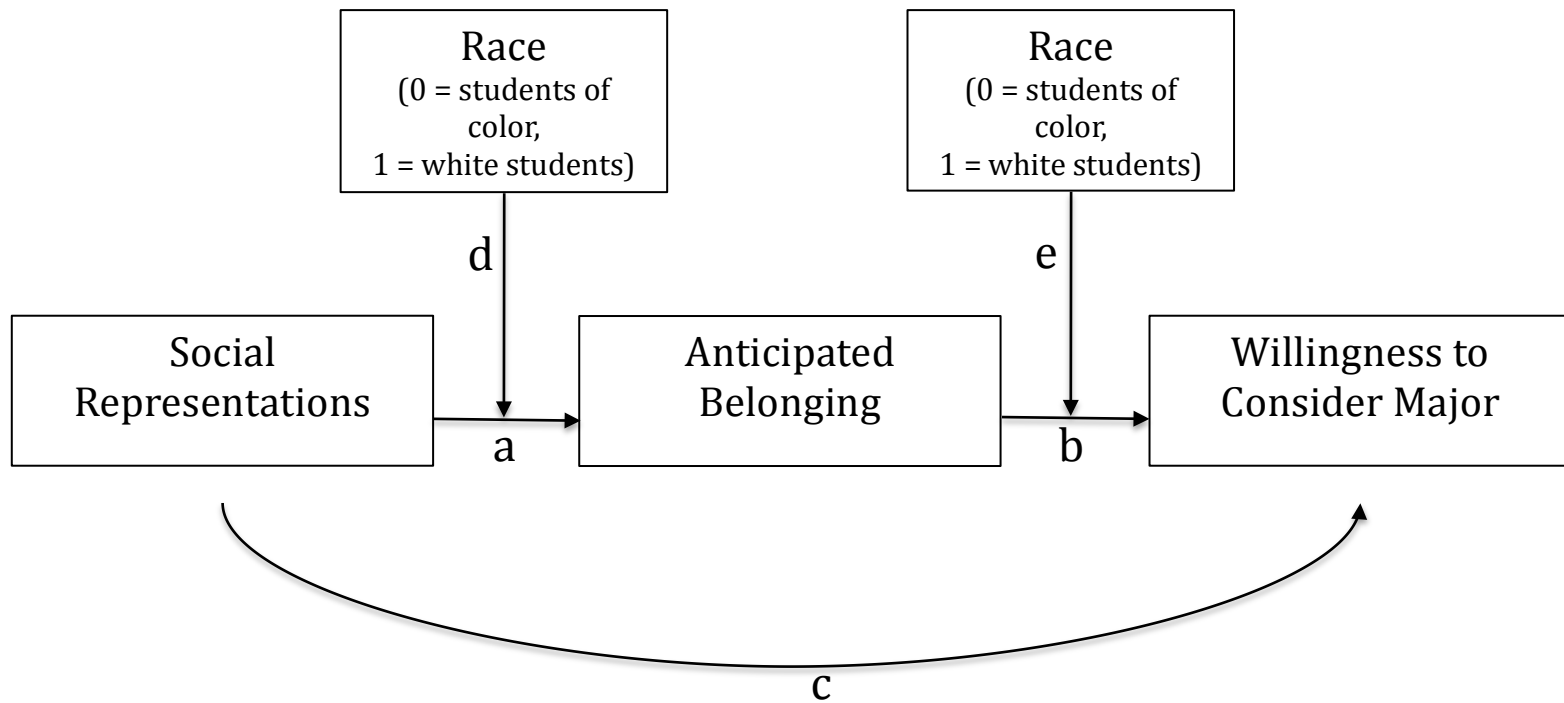 Race
(0 = students of
color,
1 = white students)
Race
(0 = students of
color,
1 = white students)
d
e
Social
Representations
Anticipated
Belonging
Willingness to
Consider Major
a
b
c